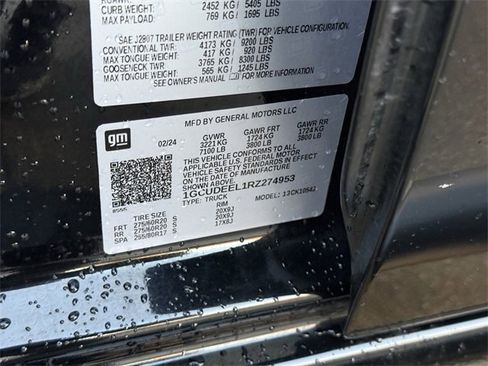 CURB WEIGHT: 2452 KG/ 5405 LBS
MAX PAYLOAD: 769 KG/ 1695 LBS
SAE J2807 TRAILER WEIGHT RATING (TWR) FOR VEHICLE CONFIGURATION.
CONVENTIONAL TWR: 4173 KG/ 9200 LBS
MAX TONGUE WEIGHT: 417 KG/ 920 LBS
GOOSENECK TWR: 3765 KG/ 8300 LBS
MAX TONGUE WEIGHT: 565 KG/ 1245 LBS
SEE OWNER'S MANUAL FOR MORE INFORMATION
MFD BY GENERAL MOTORS LLC
gm
02/24
GVWR GAWR FRT GAWR RR
3221 KG 1724 KG 1724 KG
7100 LB 3800 LB 3800 LB
THIS VEHICLE CONFORMS TO ALL
APPLICABLE U.S. FEDERAL MOTOR
VEHICLE SAFETY STANDARDS IN
EFFECT ON THE DATE OF
MANUFACTURE SHOWN ABOVE.
1GCUDEEL1RZ274953
TYPE: TRUCK MODEL:
TIRE SIZE RIM
FRT 275/60R20 S 20X9J
RR 275/60R20 S 20X9J
SPA 265/80R17 S 17X8J